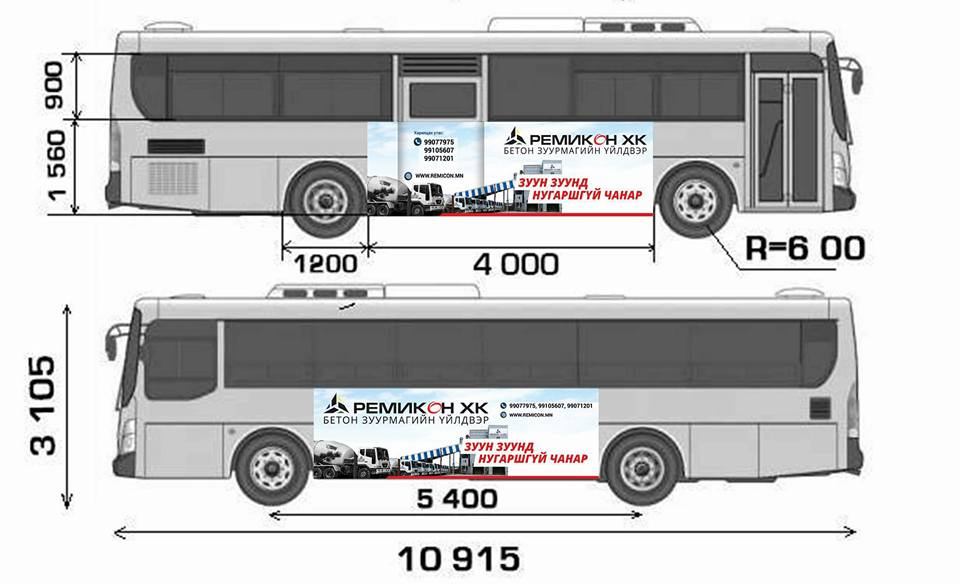 900
1 560
Харилцах утас:
99077975
99105607
99071201
WWW.REMICON.MN
РЕМИКОН ХК
БЕТОН ЗУУРМАГИЙН ҮЙЛДВЭР
ЗУУН ЗУУНД
НУГАРШГҮЙ ЧАНАР
1200
4 000
R=6 00
3 105
РЕМИКОН ХК
БЕТОН ЗУУРМАГИЙН ҮЙЛДВЭР
99077975, 99105607, 99071201
WWW.REMICON.MN
ЗУУН ЗУУНД
НУГАРШГҮЙ ЧАНАР
5 400
10 915